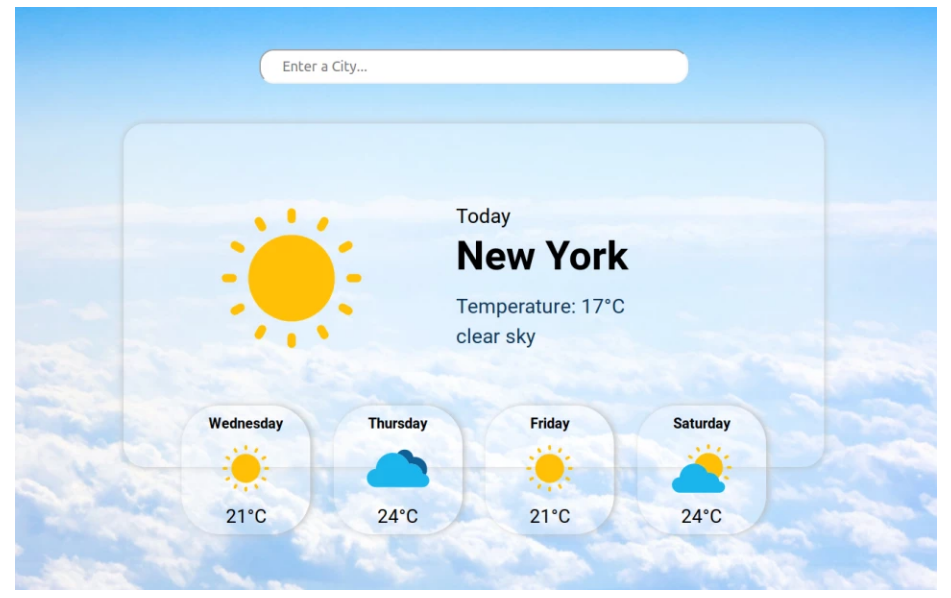 Enter a City...
Today
New York
Temperature: 17°C
clear sky
Wednesday
Thursday
Friday
Saturday
21°C
24°C
21°C
24°C